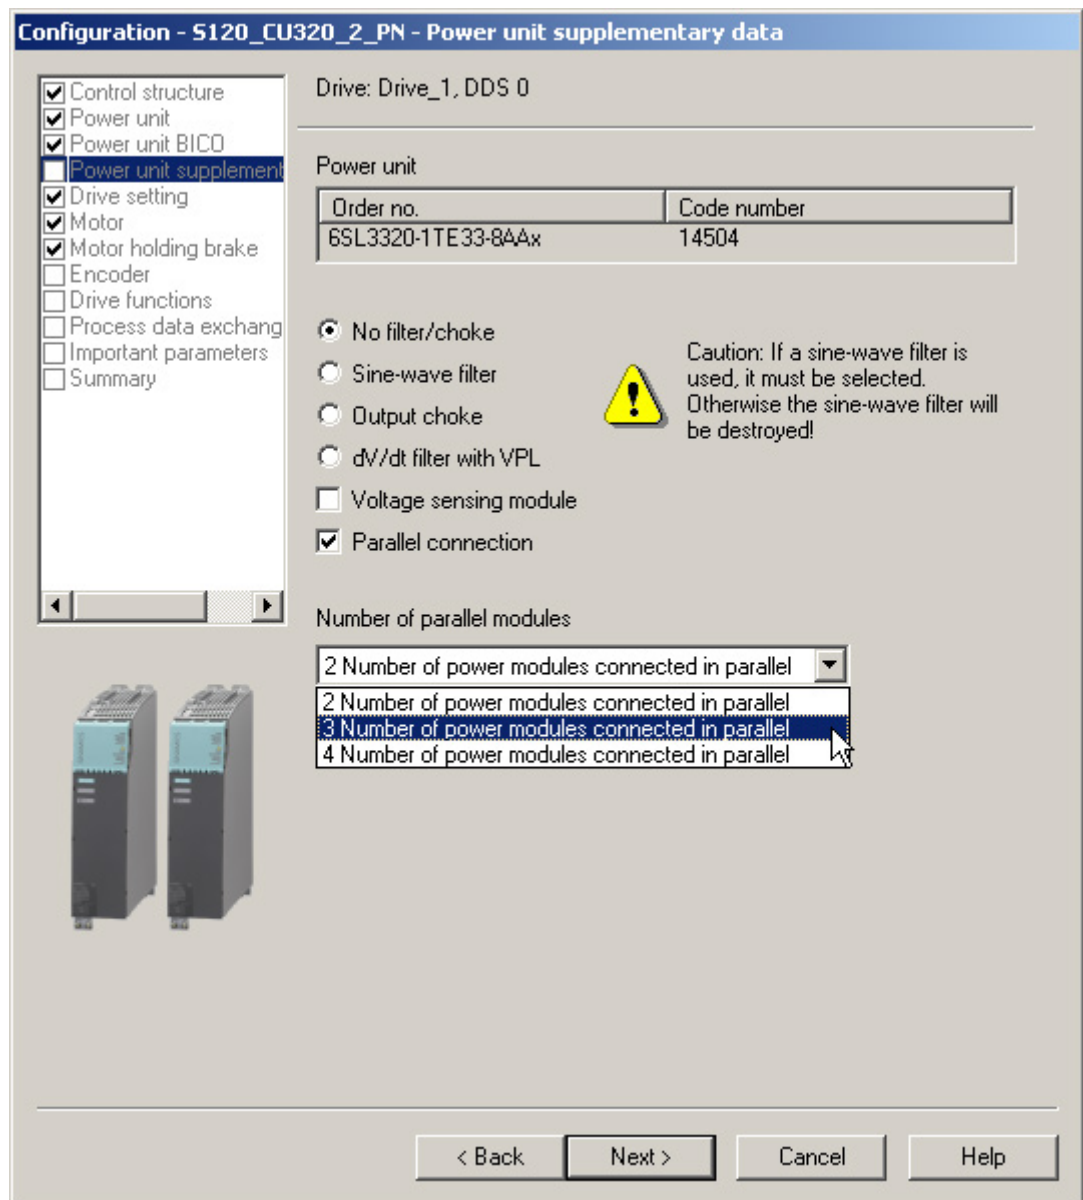 Configuration - S120_CU320_2_PN - Power unit supplementary data
Control structure
Power unit
Power unit BICO
Power unit supplement
Drive setting
Motor
Motor holding brake
Encoder
Drive functions
Process data exchang
Important parameters
Summary
Drive: Drive_1, DDS 0
Power unit
Order no. Code number
6SL3320-1TE33-8AAx 14504
No filter/choke
Sine-wave filter
Output choke
dV/dt filter with VPL
Voltage sensing module
Parallel connection
Caution: If a sine-wave filter is
used, it must be selected.
Otherwise the sine-wave filter will
be destroyed!
Number of parallel modules
2 Number of power modules connected in parallel
2 Number of power modules connected in parallel
3 Number of power modules connected in parallel
4 Number of power modules connected in parallel
< Back Next > Cancel Help